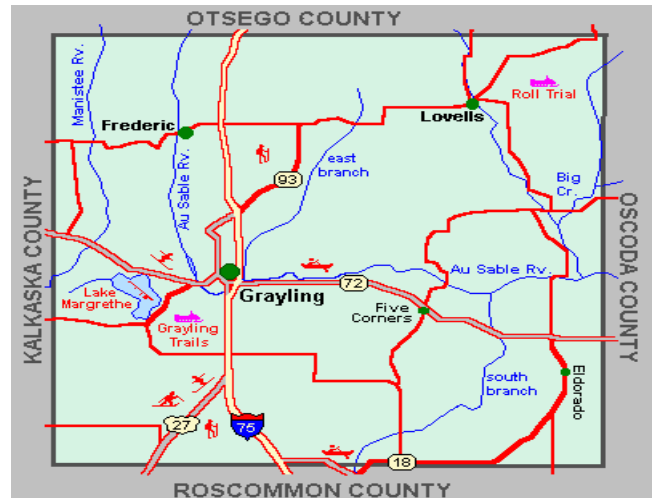 OTSEGO COUNTY
Manistee Rv.
Roll Trial
Lovells
Frederic
Au Sable Rv.
east
branch
93
Big
Cr.
KALKASKA COUNTY
OSCODA COUNTY
Au Sable Rv.
72
Lake
Margrethe
Grayling
Five
Corners
Grayling
Trails
south
branch
Eldorado
27
75
18
ROSCOMMON COUNTY